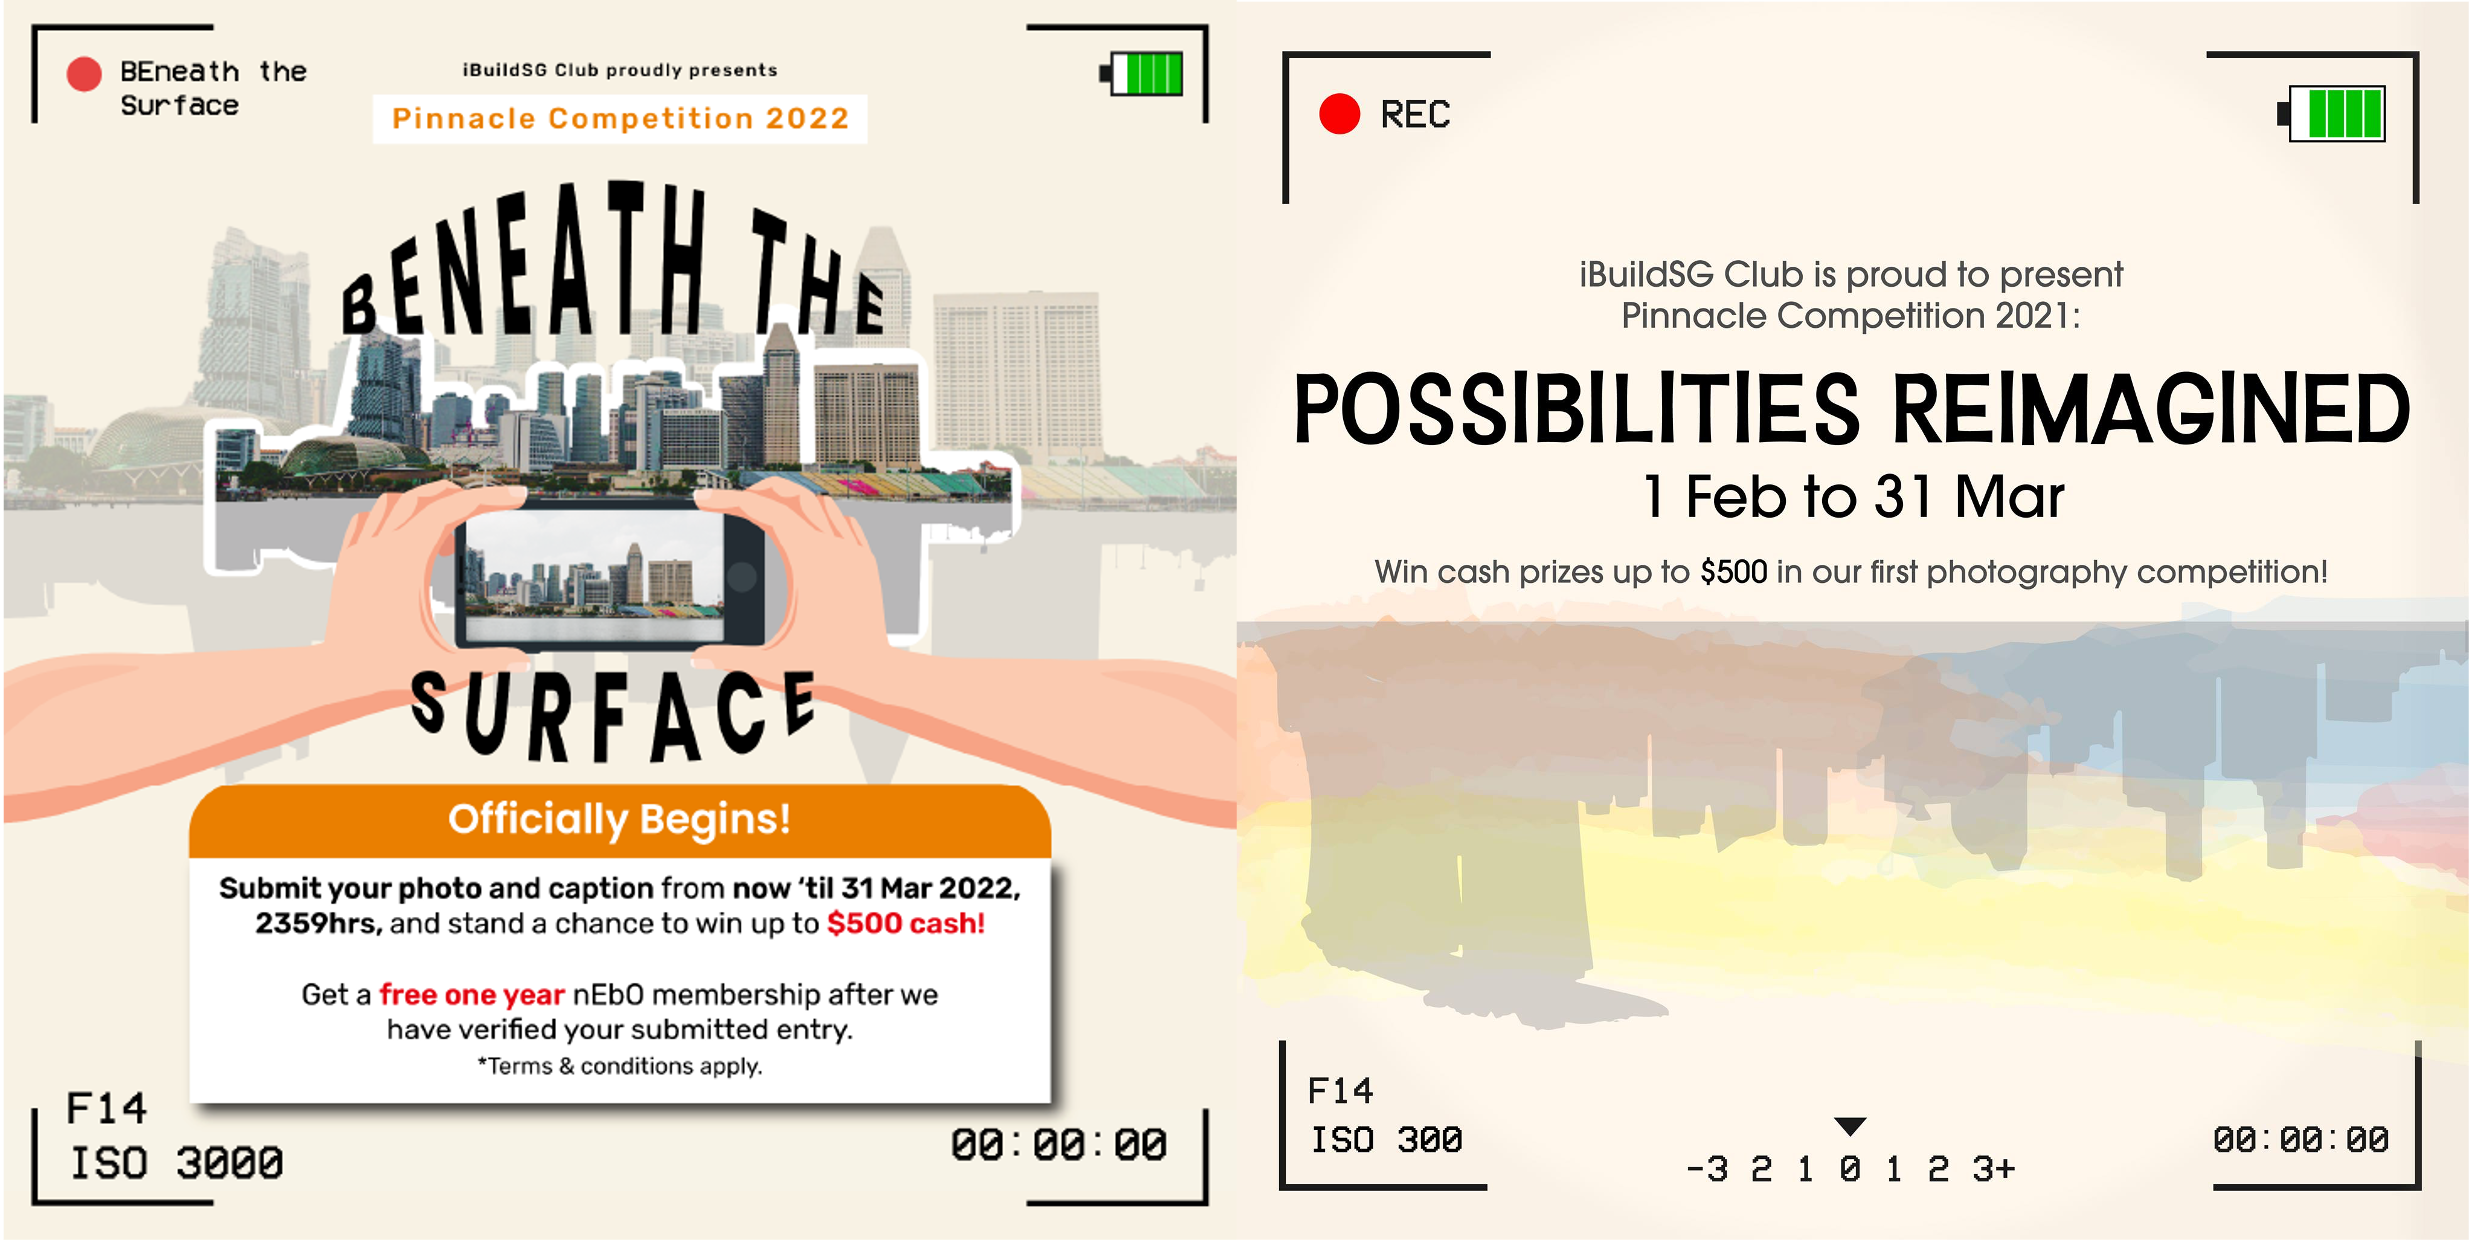 BEneath the
Surface
iBuildSG Club proudly presents
Pinnacle Competition 2022
BENEATH THE
SURFACE
Officially Begins!
Submit your photo and caption from now ‘til 31 Mar 2022,
2359hrs, and stand a chance to win up to $500 cash!
Get a free one year nEbO membership after we
have verified your submitted entry.
*Terms & conditions apply.
F14
ISO 3000
00:00:00
REC
iBuildSG Club is proud to present
Pinnacle Competition 2021:
POSSIBILITIES REIMAGINED
1 Feb to 31 Mar
Win cash prizes up to $500 in our first photography competition!
F14
ISO 300
-3 2 1 0 1 2 3+
00:00:00